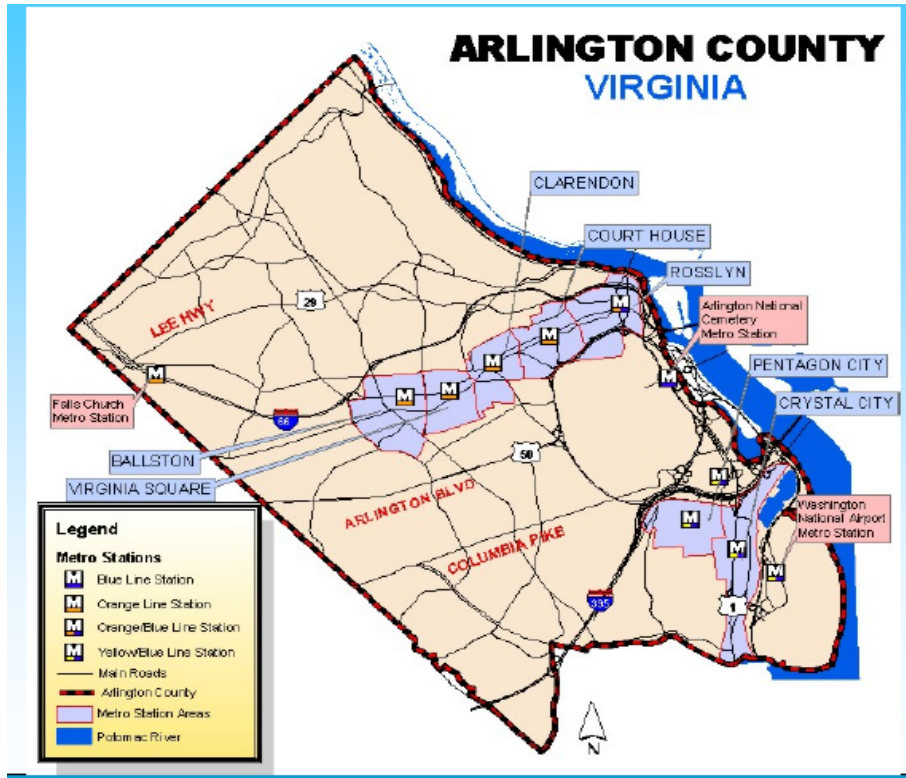 ARLINGTON COUNTY
VIRGINIA
CLARENDON
COURT HOUSE
ROSSLYN
Arlington National
Cemetery
Metro Station
PENTAGON CITY
CRYSTAL CITY
LEE HWY
29
Falls Church
Metro Station
66
BALLSTON
VIRGINIA SQUARE
50
ARLINGTON BLVD
COLUMBIA PIKE
Washington
National Airport
Metro Station
395
1
M
M
M
M
M
M
M
M
M
M
M
Legend
Metro Stations
M Blue Line Station
M Orange Line Station
M Orange/Blue Line Station
M Yellow/Blue Line Station
Main Roads
Arlington County
Metro Station Areas
Potomac River
N